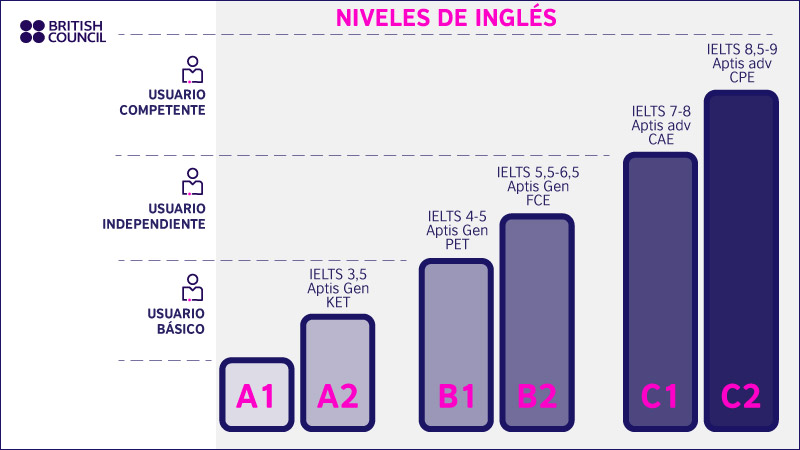 NIVELES DE INGLÉS
BRITISH
COUNCIL
USUARIO
COMPETENTE
USUARIO
INDEPENDIENTE
USUARIO
BÁSICO
A1
IELTS 3,5
Aptis Gen
KET
A2
IELTS 4-5
Aptis Gen
PET
B1
IELTS 5,5-6,5
Aptis Gen
FCE
B2
IELTS 7-8
Aptis adv
CAE
C1
IELTS 8,5-9
Aptis adv
CPE
C2